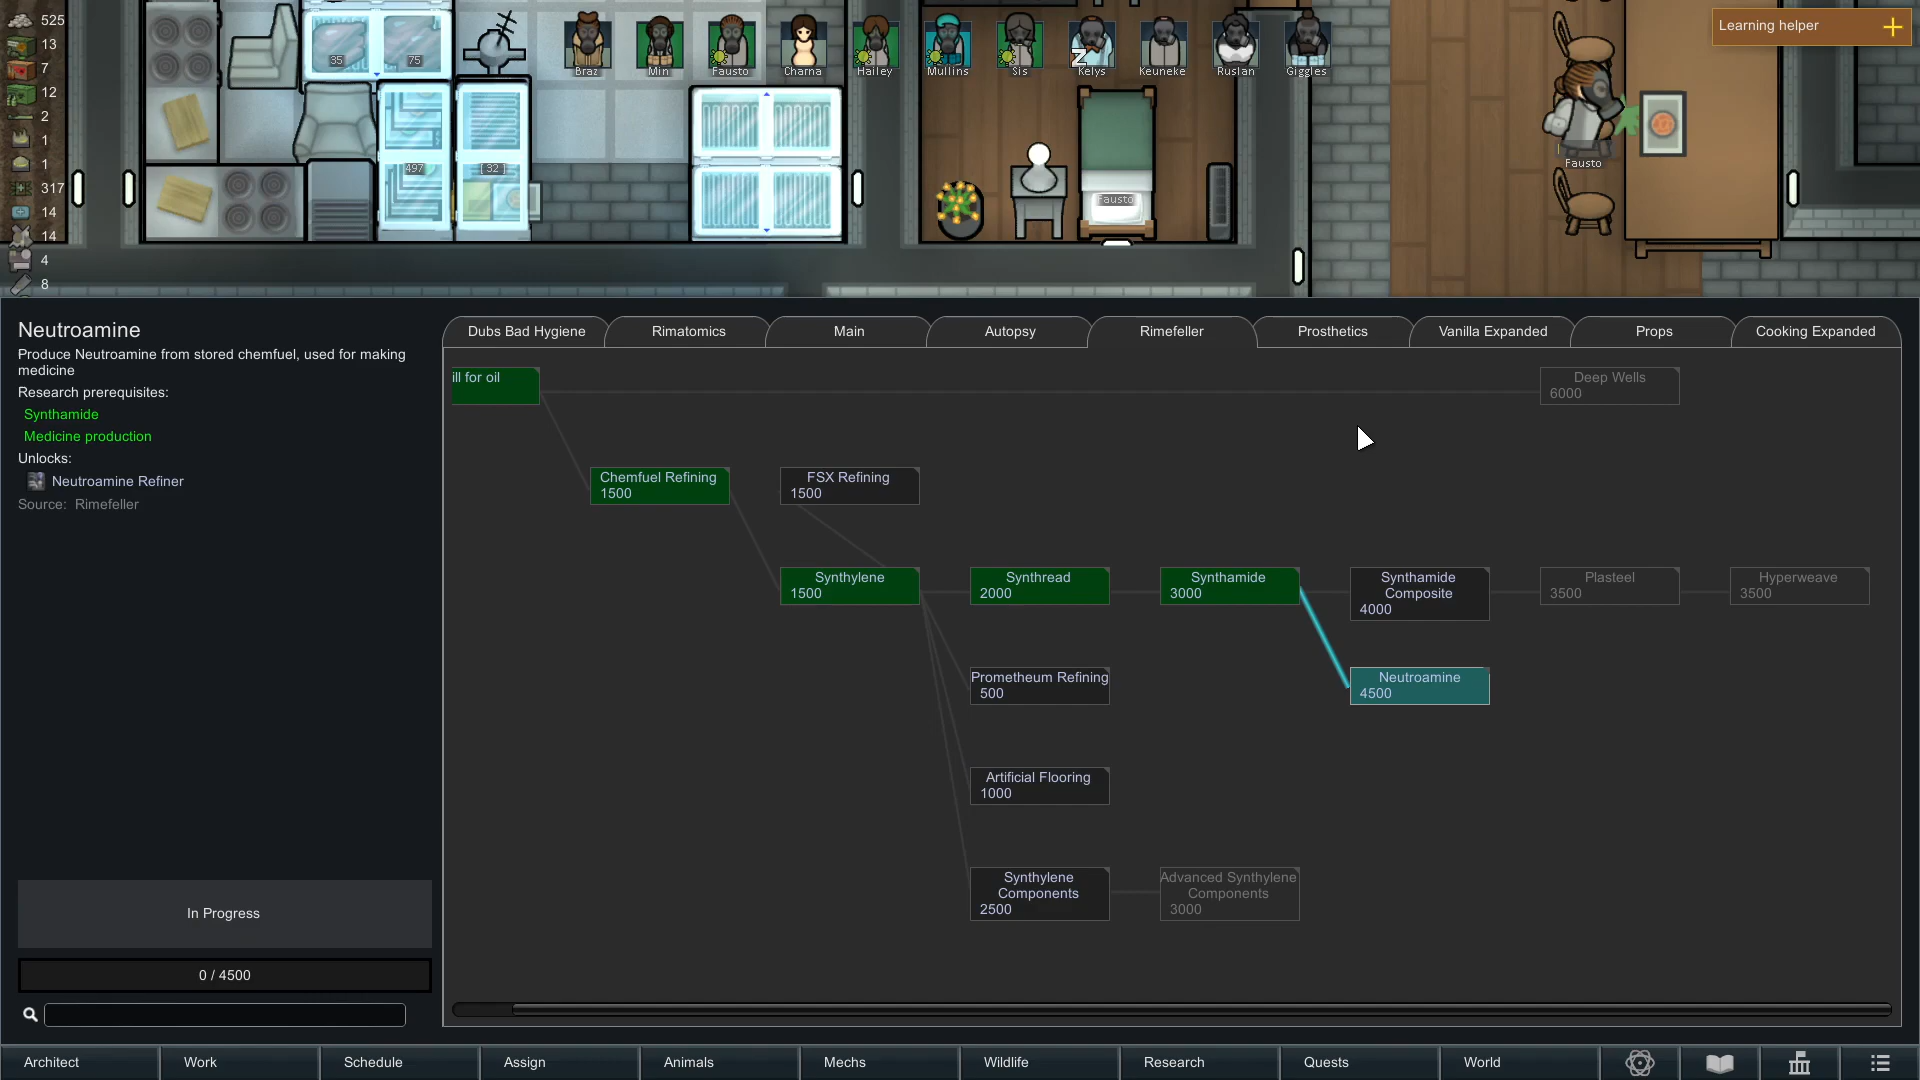 525
13
7
12
2
1
1
317
14
14
4
8
35
75
497
[ 32 ]
Braz
Min
Fausto
Charna
Hailey
Mullins
Sis
Z
Kelys
Keuneke
Ruslan
Giggles
Fausto
Fausto
Learning helper
Neutroamine
Produce Neutroamine from stored chemfuel, used for making
medicine
Research prerequisites:
Synthamide
Medicine production
Unlocks:
Neutroamine Refiner
Source: Rimefeller
In Progress
0 / 4500
Dubs Bad Hygiene
Rimatomics
Main
Autopsy
Rimefeller
Prosthetics
Vanilla Expanded
Props
Cooking Expanded
ill for oil
Deep Wells
6000
Chemfuel Refining
1500
FSX Refining
1500
Synthylene
1500
Synthread
2000
Synthamide
3000
Synthamide
Composite
4000
Plasteel
3500
Hyperweave
3500
Prometheum Refining
500
Neutroamine
4500
Artificial Flooring
1000
Synthylene
Components
2500
Advanced Synthylene
Components
3000
Architect
Work
Schedule
Assign
Animals
Mechs
Wildlife
Research
Quests
World